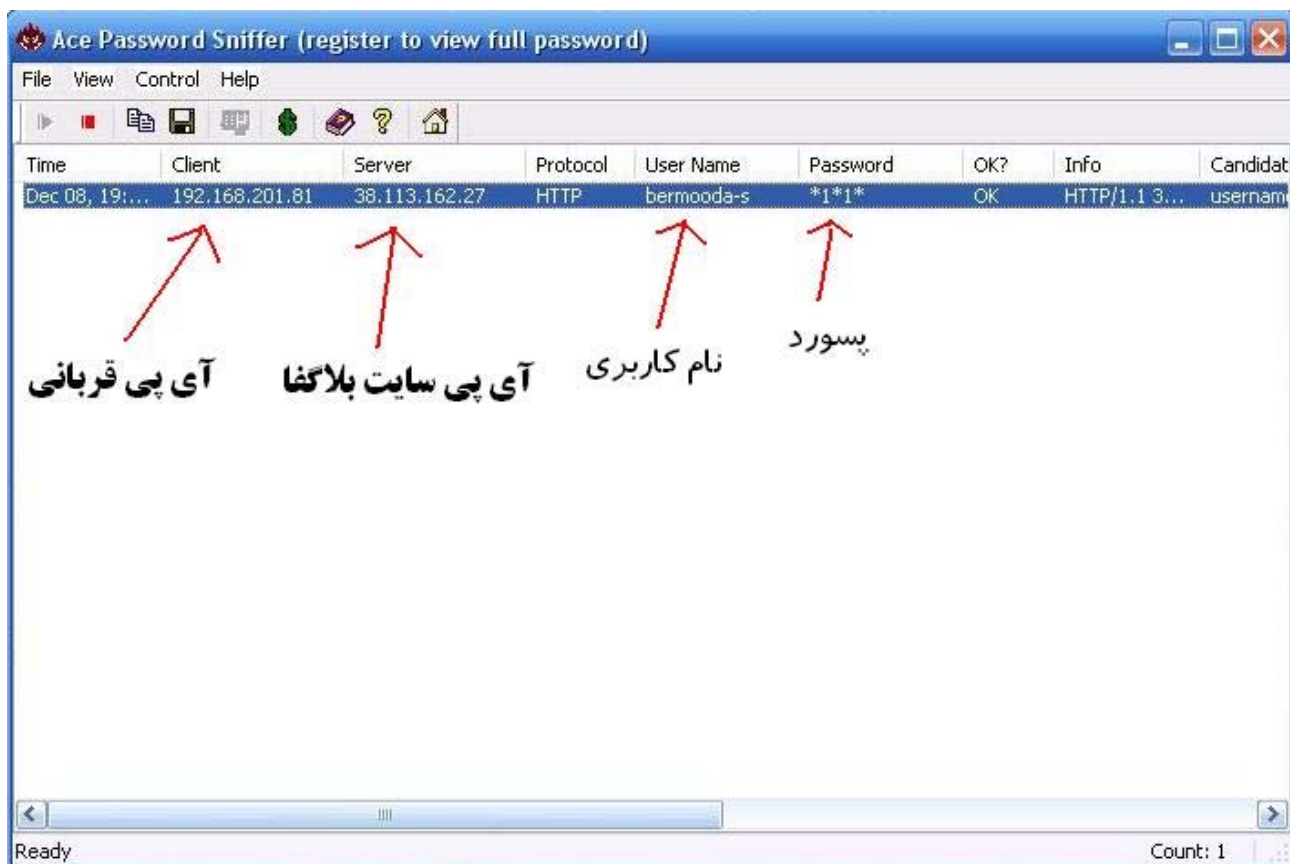 Ace Password Sniffer (register to view full password)
File View Control Help
Time Client Server Protocol User Name Password OK? Info Candidat
Dec 08, 19:... 192.168.201.81 38.113.162.27 HTTP bermooda-s *1*1* OK HTTP/1.1 3... usernam
آی پی قربانی
آی پی سایت بلاگفا
نام کاربری
پسورد
Ready Count: 1